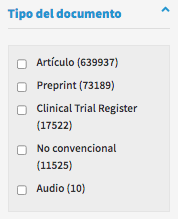 Tipo del documento
Artículo (639937)
Preprint (73189)
Clinical Trial Register
(17522)
No convencional
(11525)
Audio (10)